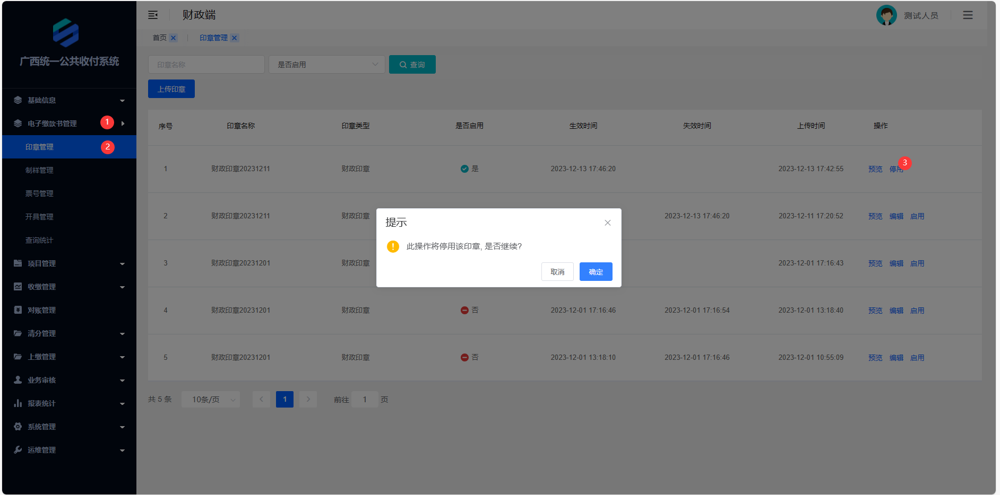 财政端
测试人员
广西统一公共收付系统
首页
印章管理
印章名称
是否启用
查询
上传印章
基础信息
电子缴款书管理 1
印章管理 2
制样管理
票号管理
开具管理
查询统计
项目管理
收缴管理
对账管理
清分管理
上缴管理
业务审核
报表统计
系统管理
运维管理
序号 印章名称 印章类型 是否启用 生效时间 失效时间 上传时间 操作
1 财政印章20231211 财政印章 是 2023-12-13 17:46:20 2023-12-13 17:42:55 预览 停用 3
2 财政印章20231211 财政印章 2023-12-13 17:46:20 2023-12-11 17:20:52 预览 编辑 启用
3 财政印章20231201 财政印章 2023-12-01 17:16:43 预览 编辑 启用
4 财政印章20231201 财政印章 否 2023-12-01 17:16:46 2023-12-01 17:16:54 2023-12-01 13:18:40 预览 编辑 启用
5 财政印章20231201 财政印章 否 2023-12-01 13:18:10 2023-12-01 17:16:46 2023-12-01 10:55:09 预览 编辑 启用
提示
此操作将停用该印章, 是否继续?
取消 确定
共 5 条 10条/页 1 前往 1 页